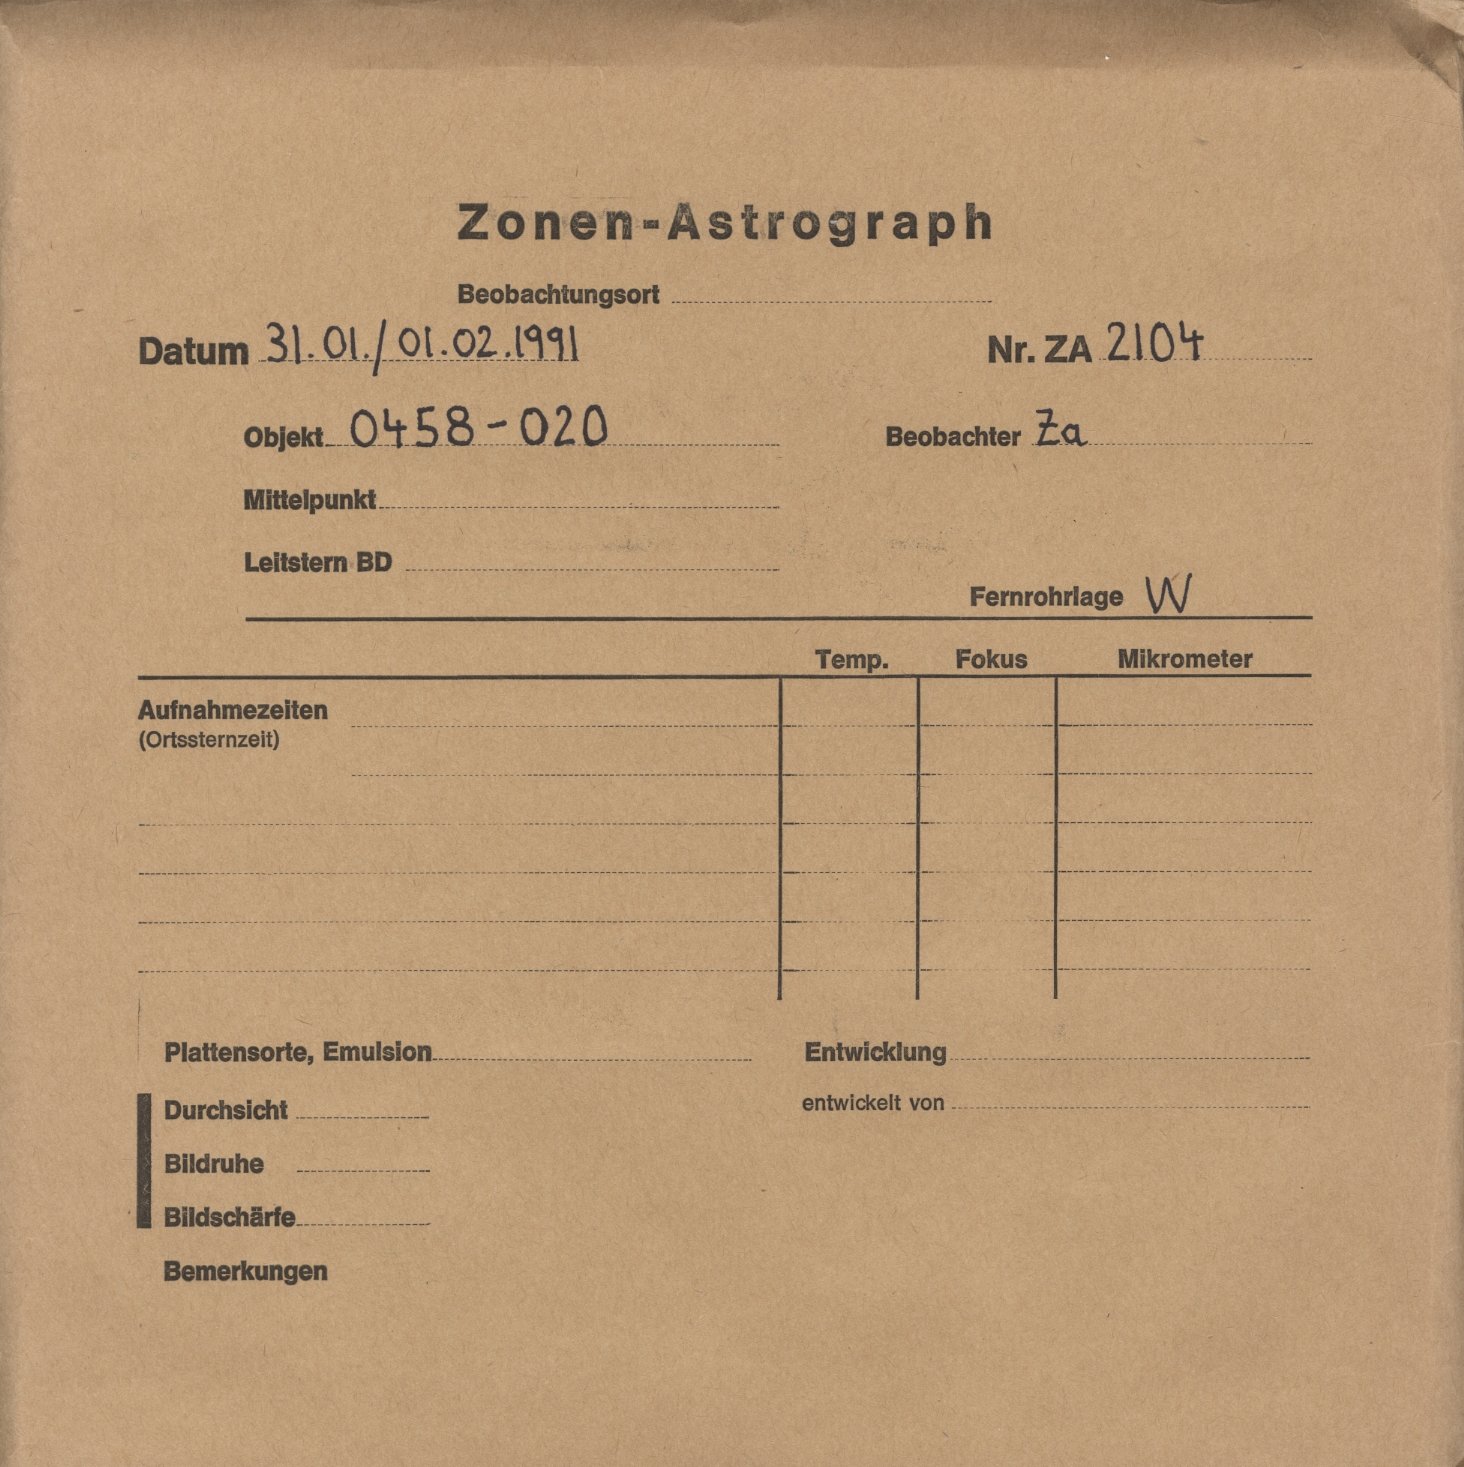 Zonen-Astrograph
Beobachtungsort
Datum 31.01./01.02.1991 Nr. ZA 2104
Objekt 0458-020 Beobachter Za
Mittelpunkt
Leitstern BD
Fernrohrlage W
Temp. Fokus Mikrometer
Aufnahmezeiten
(Ortssternzeit)
Plattensorte, Emulsion Entwicklung
Durchsicht entwickelt von
Bildruhe
Bildschärfe
Bemerkungen